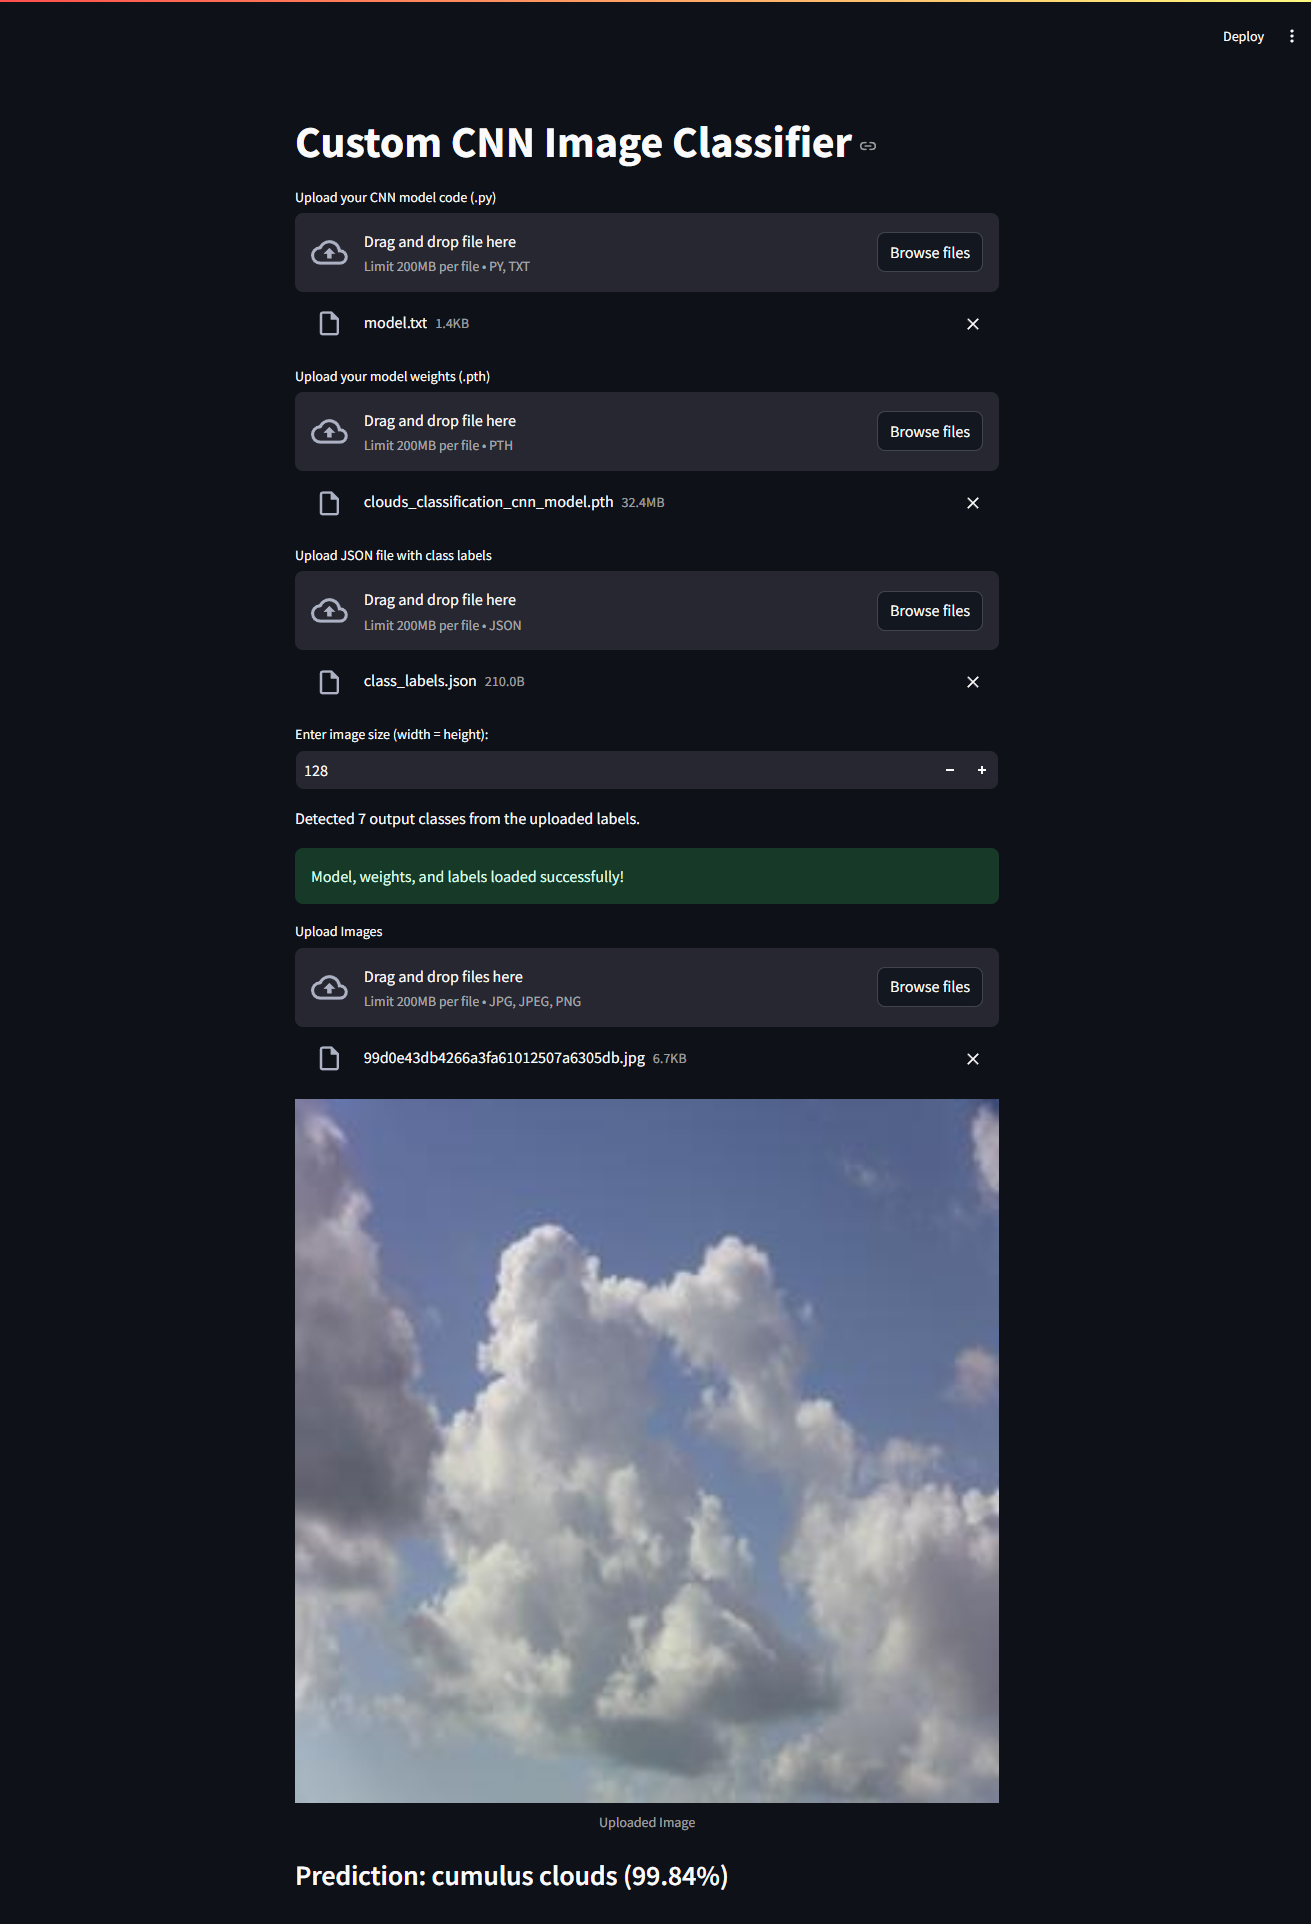 Deploy
Custom CNN Image Classifier
Upload your CNN model code (.py)
Drag and drop file here
Limit 200MB per file • PY, TXT
Browse files
model.txt 1.4KB
Upload your model weights (.pth)
Drag and drop file here
Limit 200MB per file • PTH
Browse files
clouds_classification_cnn_model.pth 32.4MB
Upload JSON file with class labels
Drag and drop file here
Limit 200MB per file • JSON
Browse files
class_labels.json 210.0B
Enter image size (width = height):
128
Detected 7 output classes from the uploaded labels.
Model, weights, and labels loaded successfully!
Upload Images
Drag and drop files here
Limit 200MB per file • JPG, JPEG, PNG
Browse files
99d0e43db4266a3fa61012507a6305db.jpg 6.7KB
Uploaded Image
Prediction: cumulus clouds (99.84%)